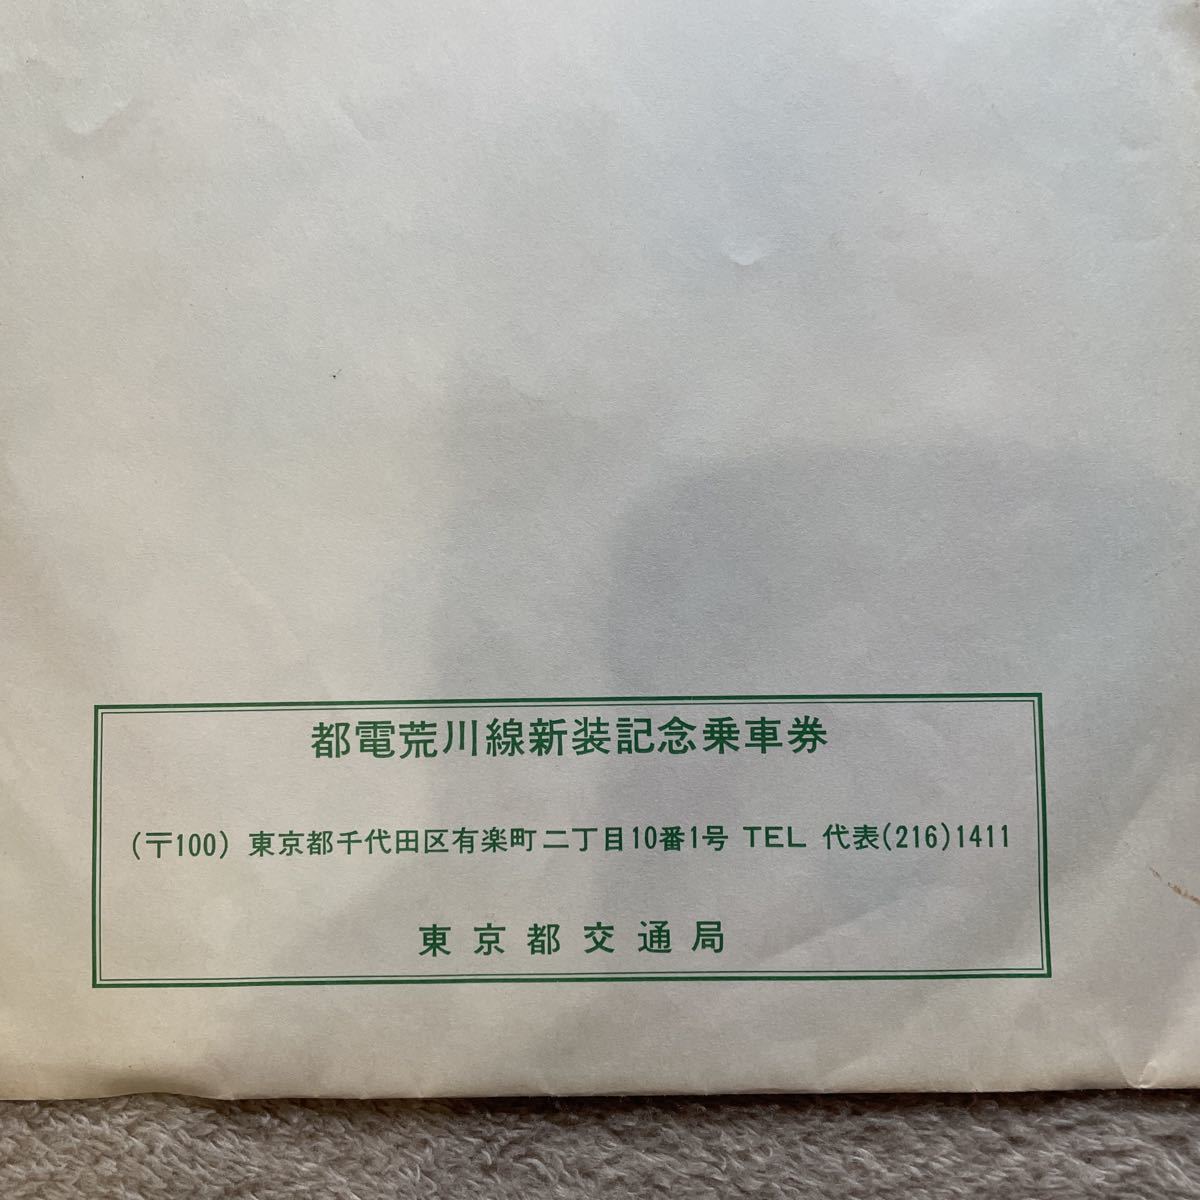 都電荒川線新装記念乗車券
(〒100) 東京都千代田区有楽町二丁目10番1号 TEL 代表(216)1411
東京都交通局